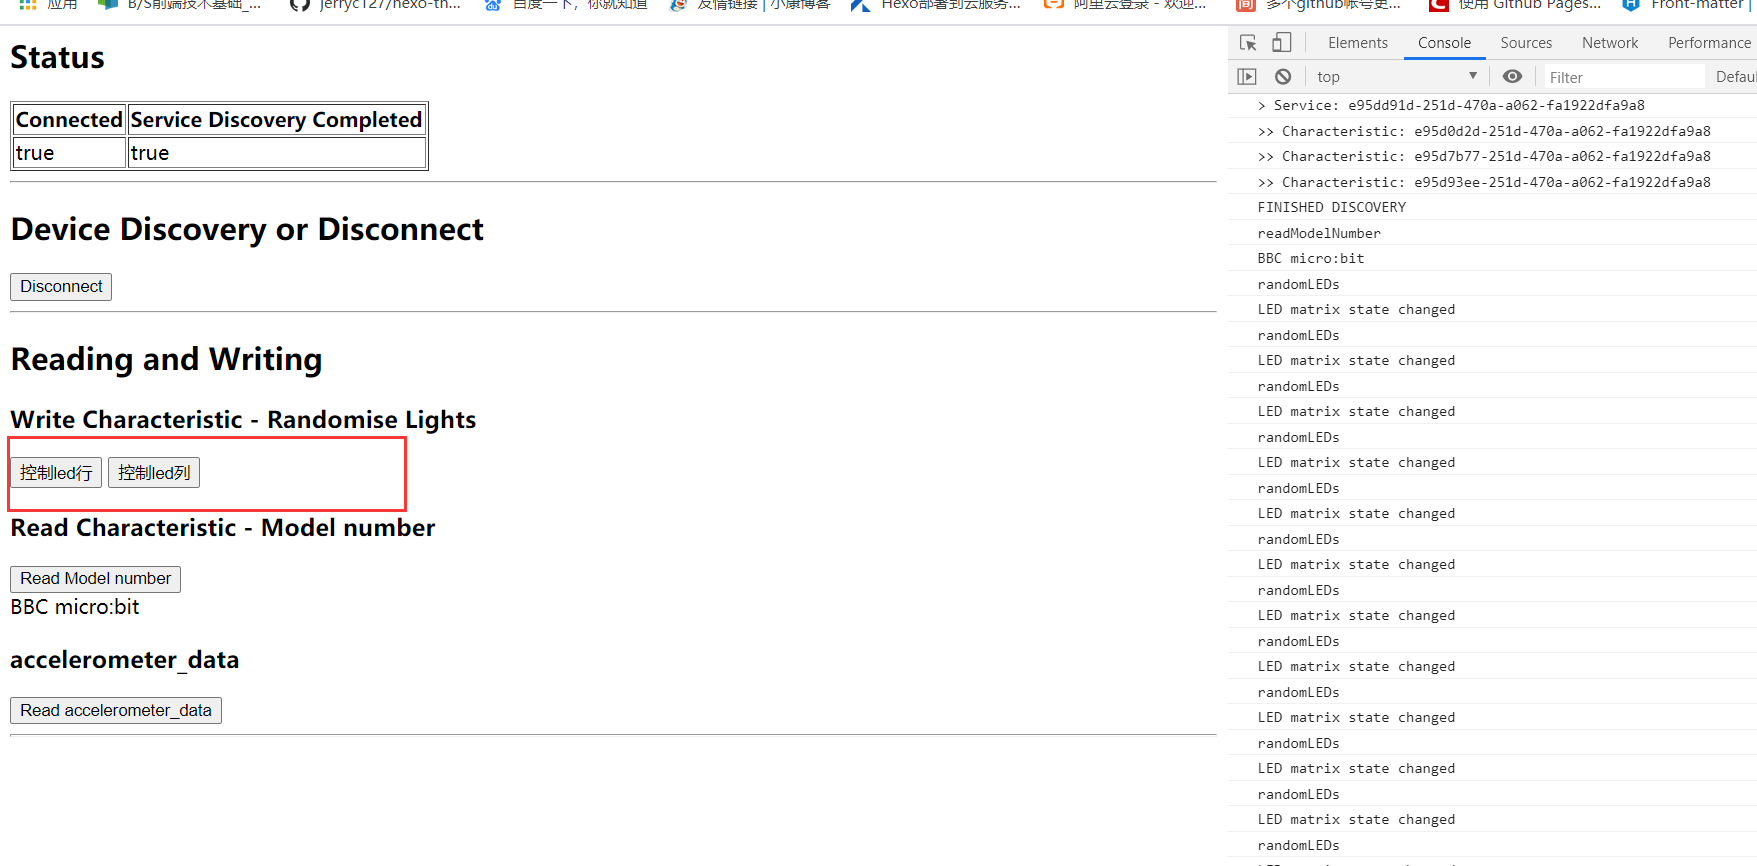 应用 B/S前端技术基础_... jerryc127/hexo-th... 百度一下，你就知道 友情链接 | 小康博客 Hexo部署到云服务... 阿里云登录 - 欢迎... 简 多个github帐号更... C 使用 Github Pages... H Front-matter |
Status
Connected Service Discovery Completed
true true
Device Discovery or Disconnect
Disconnect
Reading and Writing
Write Characteristic - Randomise Lights
控制led行 控制led列
Read Characteristic - Model number
Read Model number
BBC micro:bit
accelerometer_data
Read accelerometer_data
Elements Console Sources Network Performance
top Filter Defau
> Service: e95dd91d-251d-470a-a062-fa1922dfa9a8
>> Characteristic: e95d0d2d-251d-470a-a062-fa1922dfa9a8
>> Characteristic: e95d7b77-251d-470a-a062-fa1922dfa9a8
>> Characteristic: e95d93ee-251d-470a-a062-fa1922dfa9a8
FINISHED DISCOVERY
readModelNumber
BBC micro:bit
randomLEDs
LED matrix state changed
randomLEDs
LED matrix state changed
randomLEDs
LED matrix state changed
randomLEDs
LED matrix state changed
randomLEDs
LED matrix state changed
randomLEDs
LED matrix state changed
randomLEDs
LED matrix state changed
randomLEDs
LED matrix state changed
randomLEDs
LED matrix state changed
randomLEDs
LED matrix state changed
randomLEDs
LED matrix state changed
randomLEDs